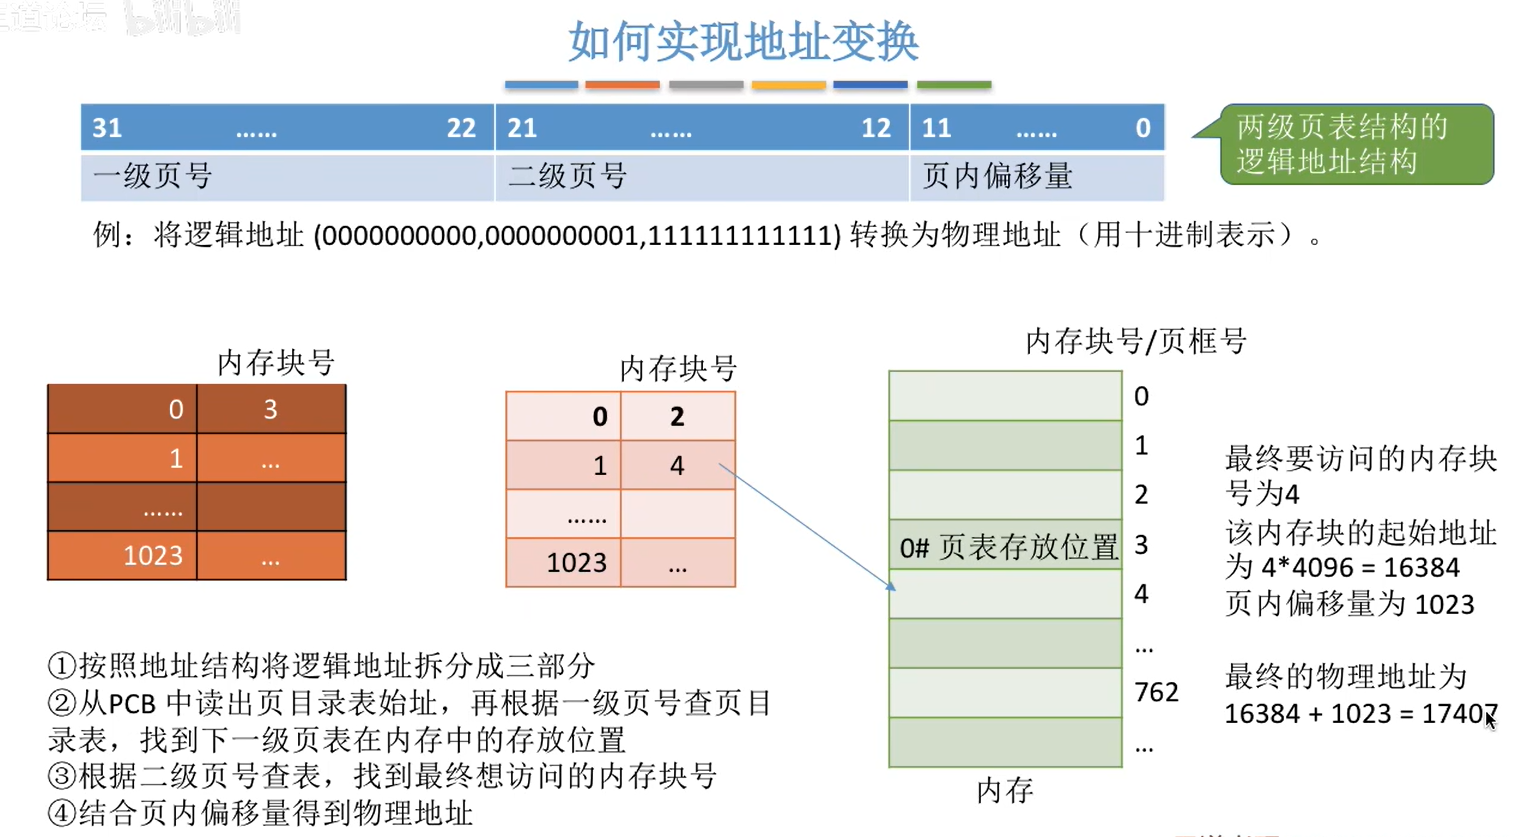 bilibili
如何实现地址变换
31 …… 22 21 …… 12 11 …… 0
一级页号 二级页号 页内偏移量
两级页表结构的
逻辑地址结构
例：将逻辑地址 (0000000000,0000000001,111111111111) 转换为物理地址（用十进制表示）。
内存块号
0 3
1 ...
......
1023 ...
内存块号
0 2
1 4
......
1023 ...
内存块号/页框号
0
1
2
0# 页表存放位置 3
4
...
762
...
内存
最终要访问的内存块
号为4
该内存块的起始地址
为 4*4096 = 16384
页内偏移量为 1023
最终的物理地址为
16384 + 1023 = 17407
①按照地址结构将逻辑地址拆分成三部分
②从PCB 中读出页目录表始址，再根据一级页号查页目
录表，找到下一级页表在内存中的存放位置
③根据二级页号查表，找到最终想访问的内存块号
④结合页内偏移量得到物理地址